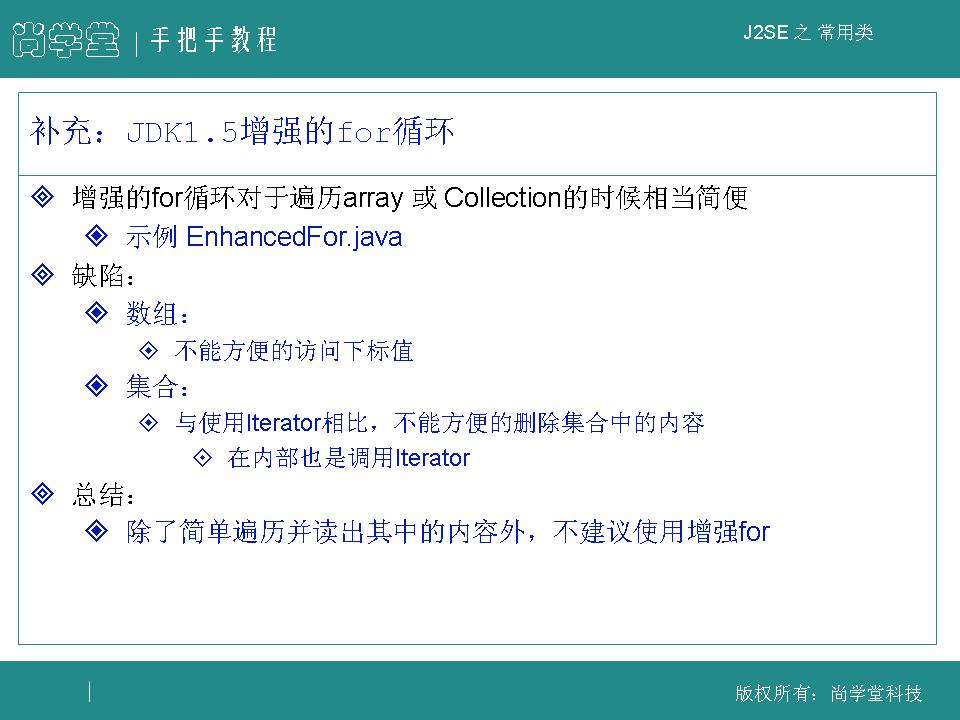 尚学堂 | 手把手教程
J2SE 之 常用类
补充：JDK1.5增强的for循环
增强的for循环对于遍历array 或 Collection的时候相当简便
示例 EnhancedFor.java
缺陷：
数组：
不能方便的访问下标值
集合：
与使用Iterator相比，不能方便的删除集合中的内容
在内部也是调用Iterator
总结：
除了简单遍历并读出其中的内容外，不建议使用增强for
版权所有：尚学堂科技